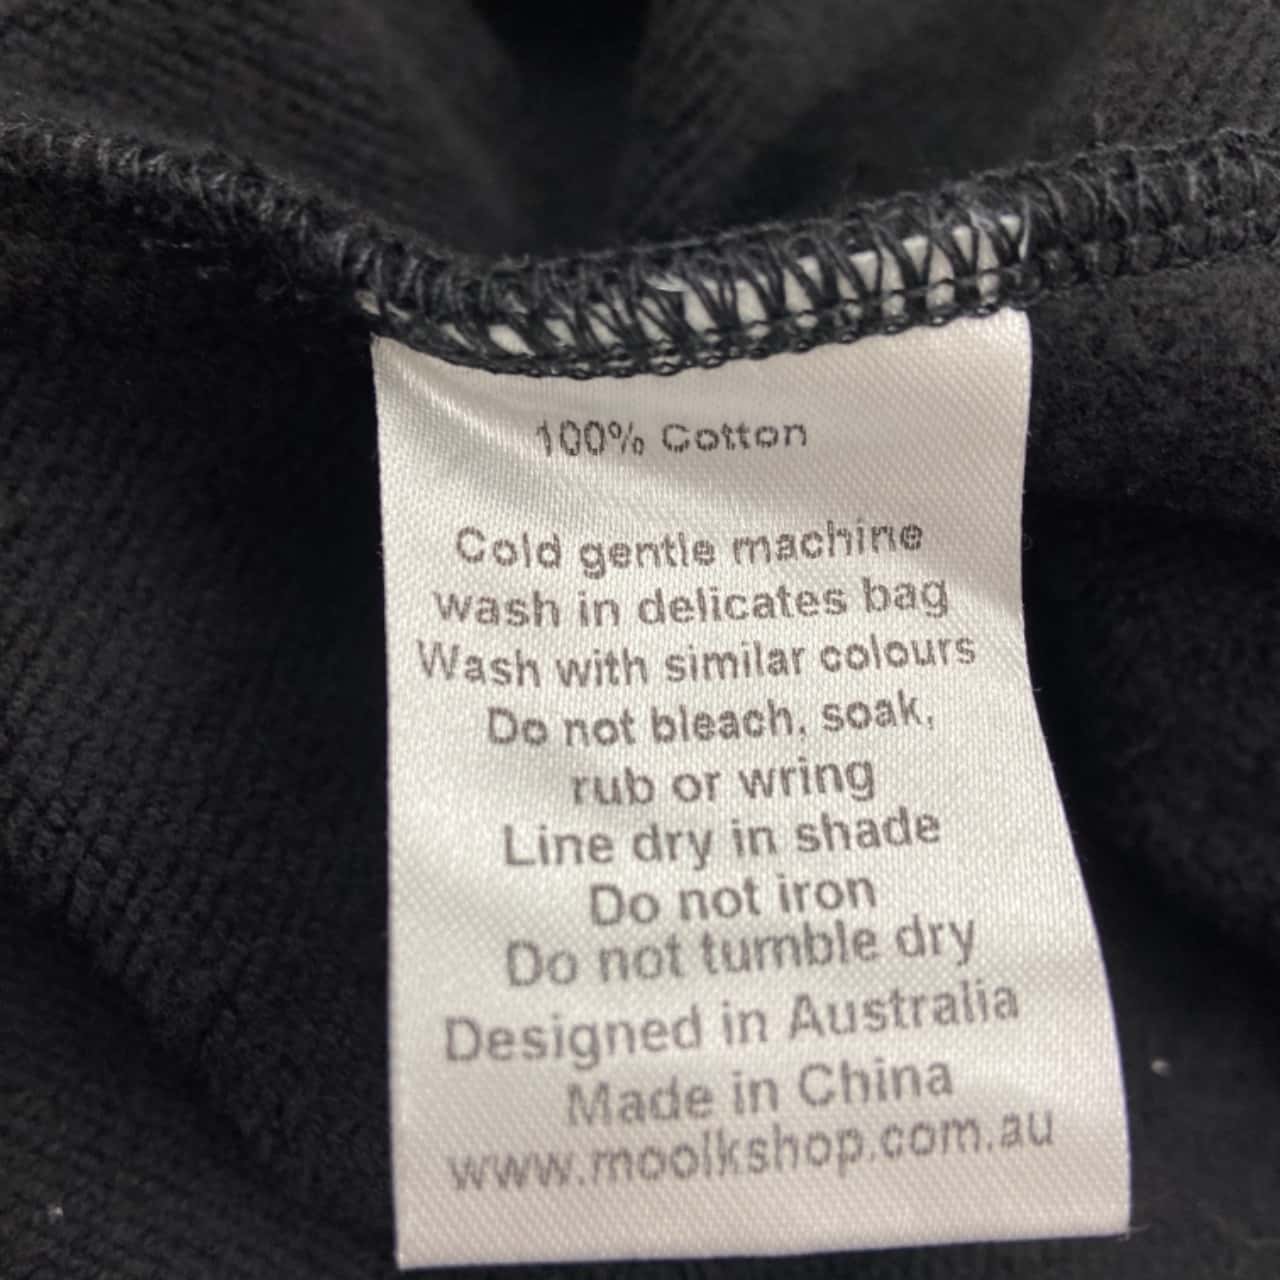 100% Cotton
Cold gentle machine
wash in delicates bag
Wash with similar colours
Do not bleach, soak,
rub or wring
Line dry in shade
Do not iron
Do not tumble dry
Designed in Australia
Made in China
www.moolkshop.com.au